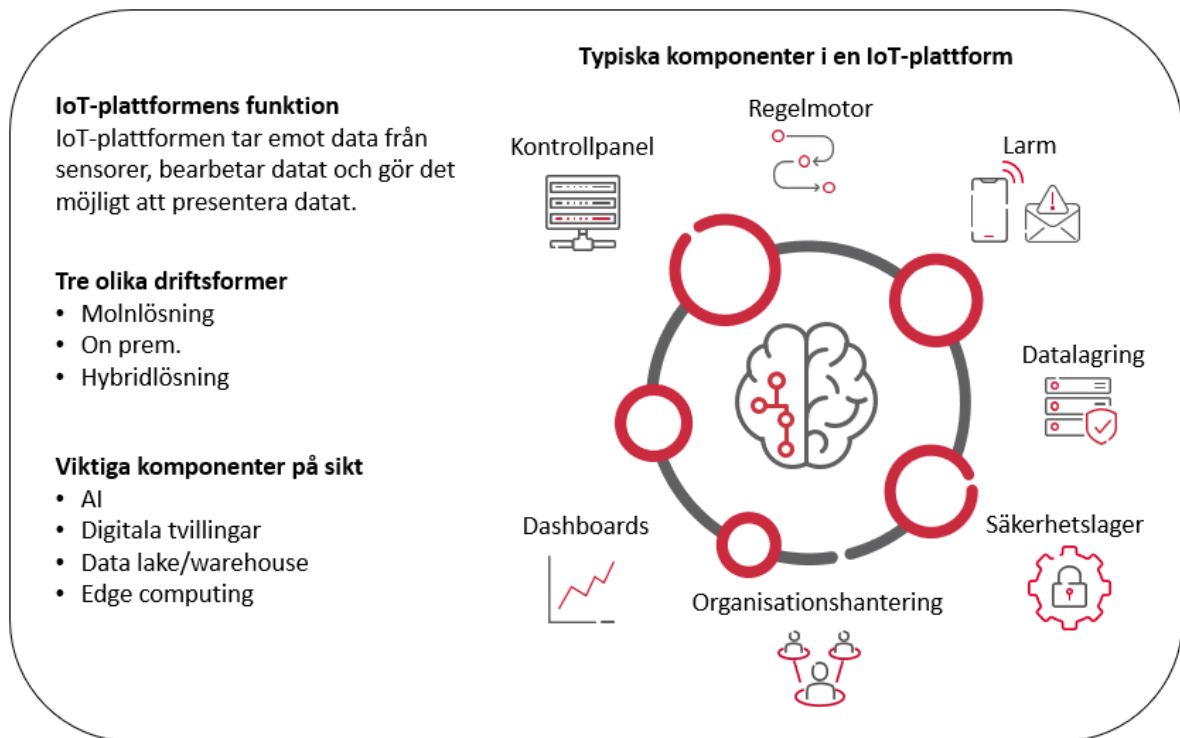 IoT-plattformens funktion
IoT-plattformen tar emot data från
sensorer, bearbetar datat och gör det
möjligt att presentera datat.
Tre olika driftsformer
• Molnlösning
• On prem.
• Hybridlösning
Viktiga komponenter på sikt
• AI
• Digitala tvillingar
• Data lake/warehouse
• Edge computing
Typiska komponenter i en IoT-plattform
Regelmotor
Kontrollpanel
Larm
Datalagring
Dashboards
Säkerhetslager
Organisationshantering